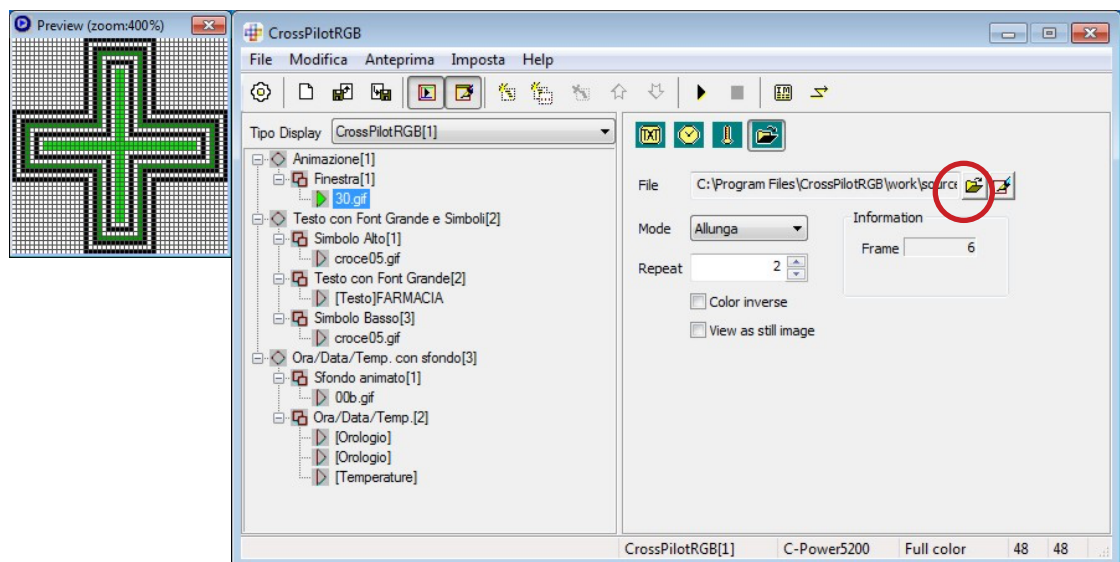 Preview (zoom:400%)
CrossPilotRGB
File Modifica Anteprima Imposta Help
Tipo Display CrossPilotRGB[1]
Animazione[1]
Finestra[1]
30.gif
Testo con Font Grande e Simboli[2]
Simbolo Alto[1]
croce05.gif
Testo con Font Grande[2]
[Testo]FARMACIA
Simbolo Basso[3]
croce05.gif
Ora/Data/Temp. con sfondo[3]
Sfondo animato[1]
00b.gif
Ora/Data/Temp.[2]
[Orologio]
[Orologio]
[Temperature]
TXT
File C:\Program Files\CrossPilotRGB\work\source
Mode Allunga
Information
Frame 6
Repeat 2
Color inverse
View as still image
CrossPilotRGB[1] C-Power5200 Full color 48 48